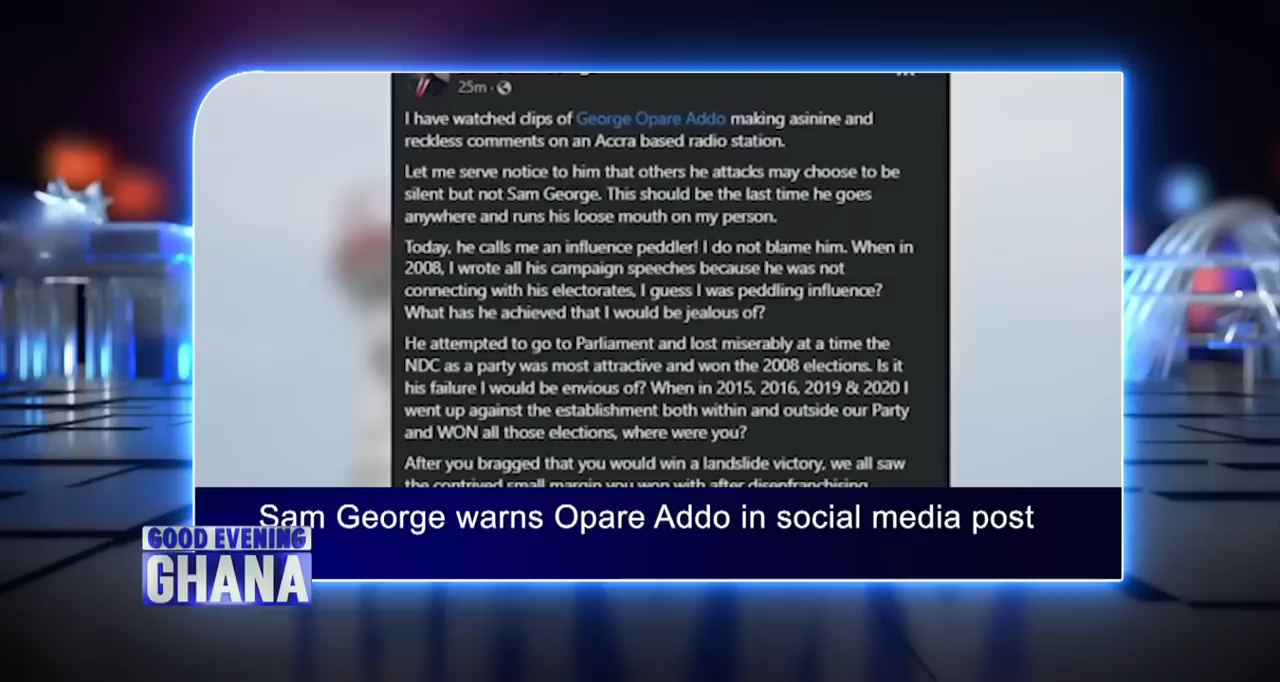 25m
I have watched clips of George Opare Addo making asinine and
reckless comments on an Accra based radio station.
Let me serve notice to him that others he attacks may choose to be
silent but not Sam George. This should be the last time he goes
anywhere and runs his loose mouth on my person.
Today, he calls me an influence peddler! I do not blame him. When in
2008, I wrote all his campaign speeches because he was not
connecting with his electorates, I guess I was peddling influence?
What has he achieved that I would be jealous of?
He attempted to go to Parliament and lost miserably at a time the
NDC as a party was most attractive and won the 2008 elections. Is it
his failure I would be envious of? When in 2015, 2016, 2019 & 2020 I
went up against the establishment both within and outside our Party
and WON all those elections, where were you?
After you bragged that you would win a landslide victory, we all saw
the contrived small margin you won with after disenfranchising
Sam George warns Opare Addo in social media post
GOOD EVENING
GHANA